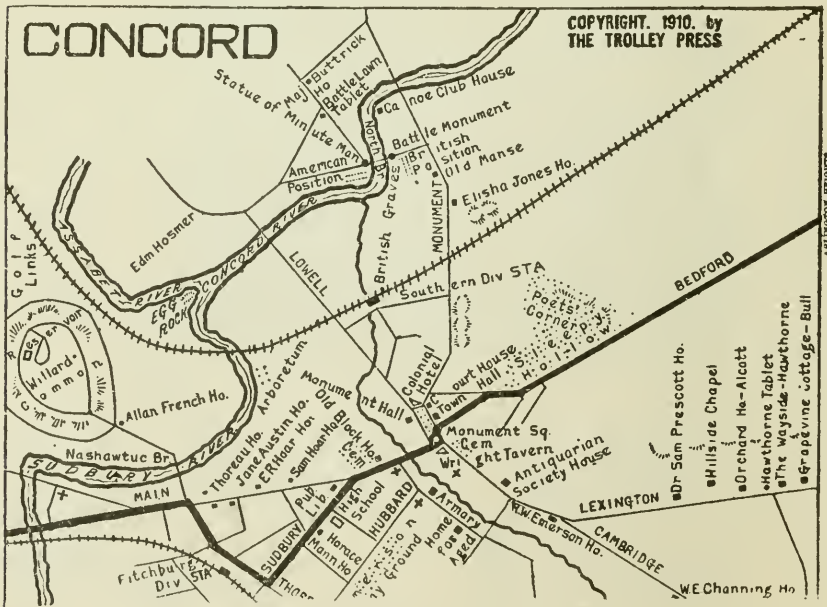 CONCORD
COPYRIGHT. 1910. by
THE TROLLEY PRESS
Statue of Minute Man
Maj Buttrick
Ho
Battle Lawn
Tablet
Canoe Club House
North Br.
Battle Monument
British
Position
Old Manse
American
Position
Elisha Jones Ho.
British Graves
MONUMENT
Edm Hosmer
ASSABET RIVER
CONCORD RIVER
EGG
ROCK
LOWELL
Southern Div STA
BEDFORD
Golf
Links
Reservoir
Willard
Common
Allan French Ho.
Nashawtuc Br.
SUDBURY RIVER
MAIN
Arboretum
Thoreau Ho.
Jane Austin Ho.
E R Hoar Ho.
Sam Hoar Ho.
Old Block Ho.
Cem
Monument Hall
Colonial
Hotel
Court House
Town Hall
Sleepy
Hollow
Poets'
Corner
Monument Sq.
Cem
Wright Tavern
Antiquarian
Society House
Pub
Lib.
High
School
HUBBARD
SUDBURY
Horace
Mann Ho
Armary
Home
for
Aged
Fitchburg
Div STA
R.W. Emerson Ho.
LEXINGTON
CAMBRIDGE
W.E Channing Ho
Dr Sam Prescott Ho.
Hillside Chapel
Orchard Ho-Alcott
Hawthorne Tablet
The Wayside-Hawthorne
Grapevine Cottage-Bull